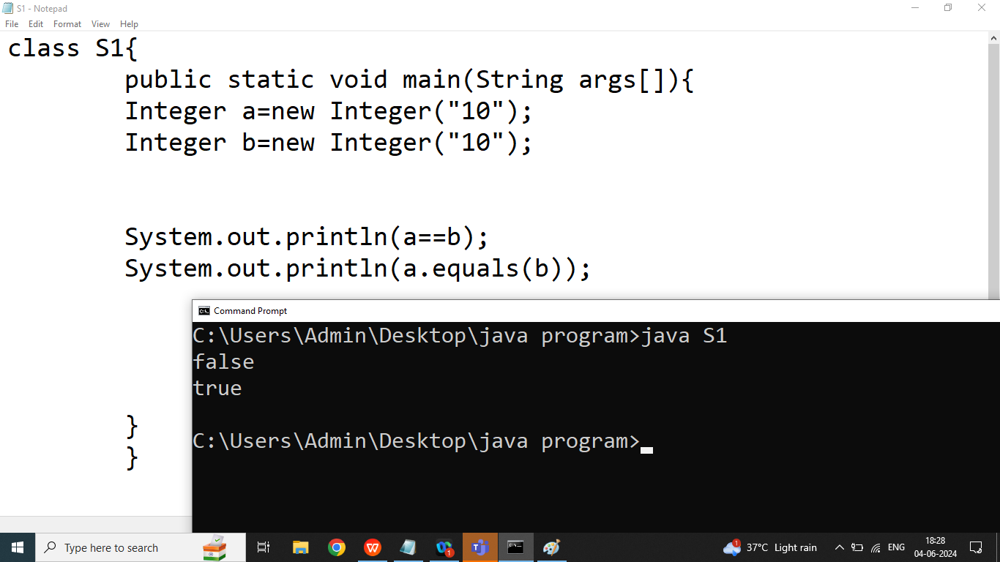 S1 - Notepad
File Edit Format View Help
class S1{
public static void main(String args[]){
Integer a=new Integer("10");
Integer b=new Integer("10");
System.out.println(a==b);
System.out.println(a.equals(b));
}
}
Command Prompt
C:\Users\Admin\Desktop\java program>java S1
false
true
C:\Users\Admin\Desktop\java program>
Type here to search
1
1
37°C Light rain
ENG
18:28
04-06-2024